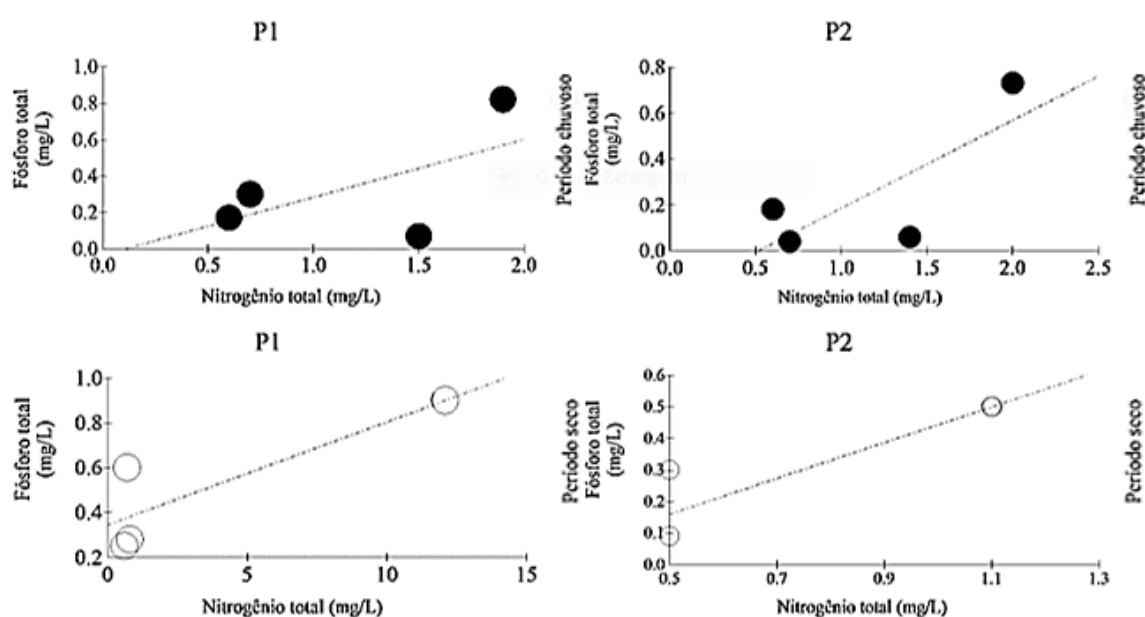 P1
Fósforo total
(mg/L)
1.0
0.8
0.6
0.4
0.2
0.0
0.0
0.5
1.0
1.5
2.0
Nitrogênio total (mg/L)
Período chuvoso
P2
Fósforo total
(mg/L)
0.8
0.6
0.4
0.2
0.0
0.0
0.5
1.0
1.5
2.0
2.5
Nitrogênio total (mg/L)
Período chuvoso
P1
Fósforo total
(mg/L)
1.0
0.8
0.6
0.4
0.2
0
5
10
15
Nitrogênio total (mg/L)
Período seco
P2
Fósforo total
(mg/L)
0.6
0.5
0.4
0.3
0.2
0.1
0.0
0.5
0.7
0.9
1.1
1.3
Nitrogênio total (mg/L)
Período seco